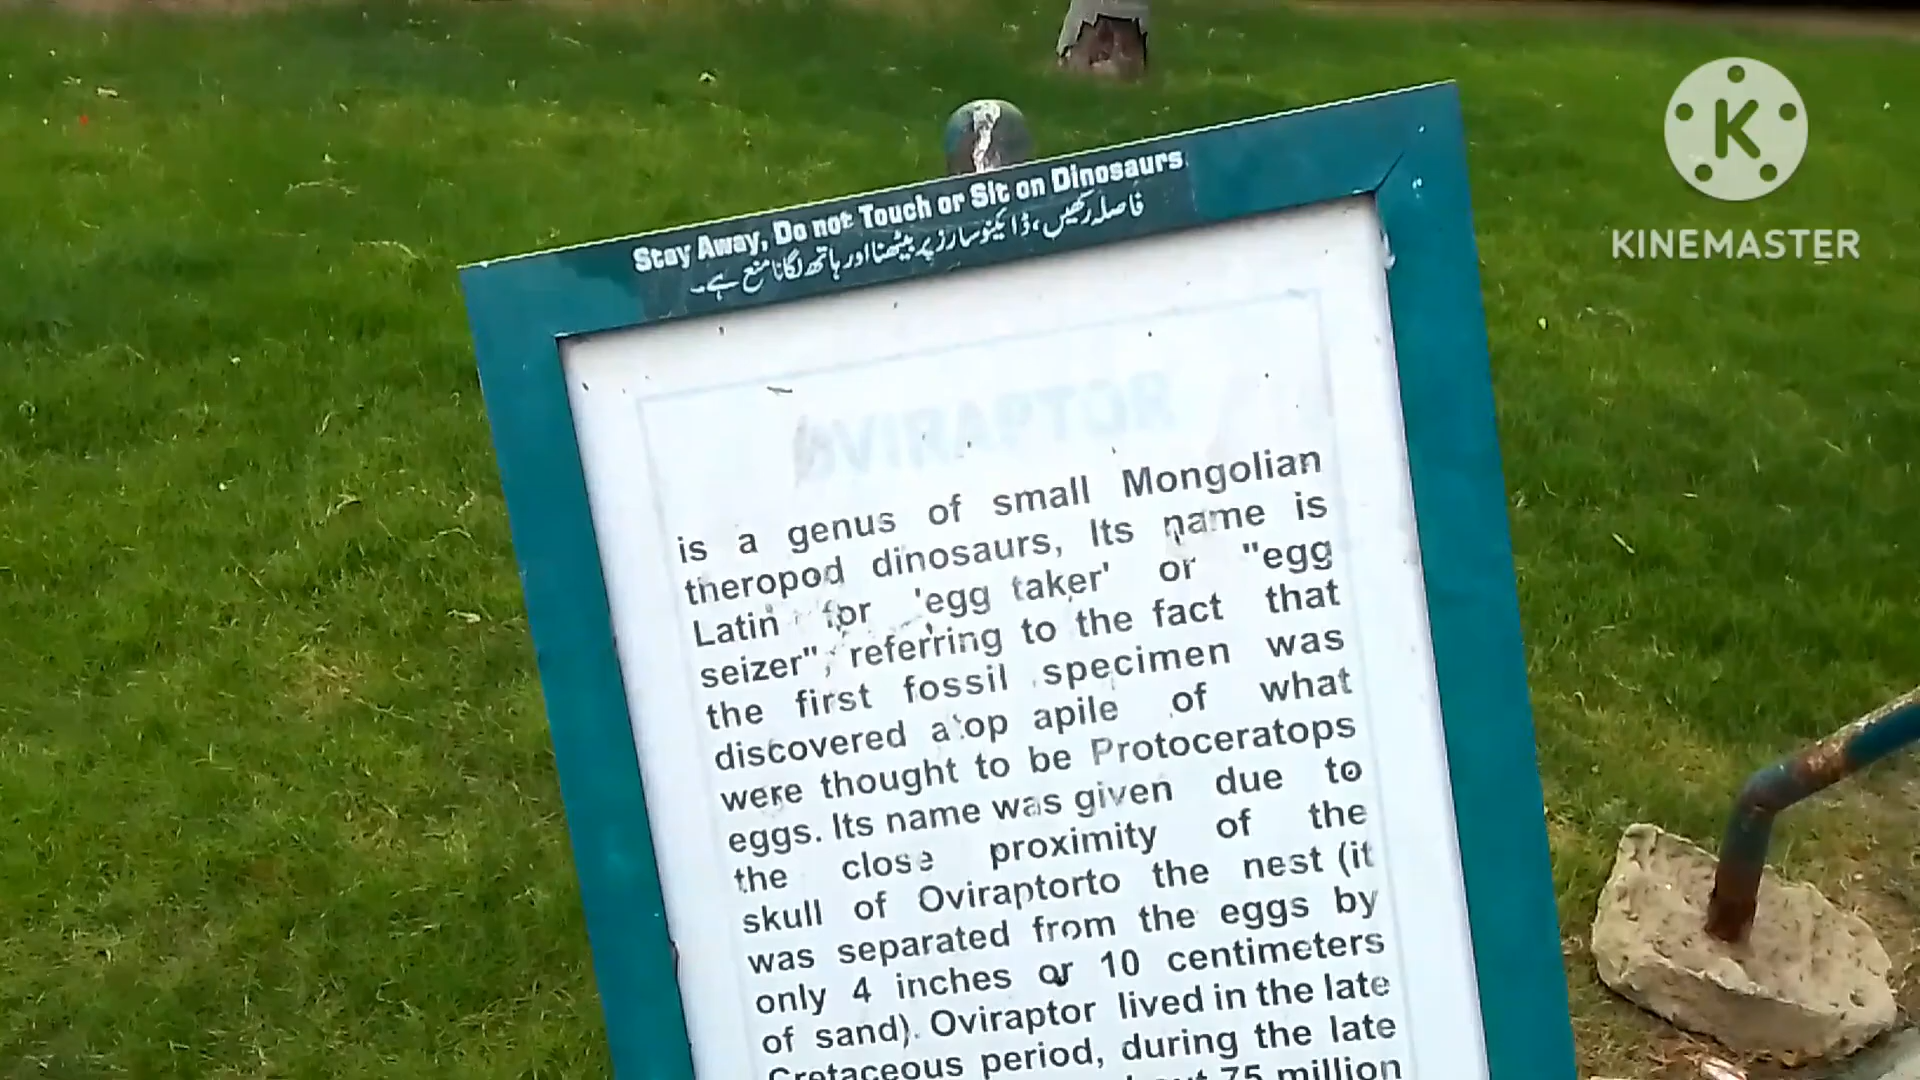 Stay Away, Do not Touch or Sit on Dinosaurs
فاصلہ رکھیں، ڈائینوسارز پر بیٹھنا اور ہاتھ لگانا منع ہے۔
KINEMASTER
OVIRAPTOR
is a genus of small Mongolian
theropod dinosaurs, Its name is
Latin for 'egg taker' or "egg
seizer", referring to the fact that
the first fossil specimen was
discovered atop apile of what
were thought to be Protoceratops
eggs. Its name was given due to
the close proximity of the
skull of Oviraptorto the nest (it
was separated from the eggs by
only 4 inches or 10 centimeters
of sand). Oviraptor lived in the late
Cretaceous period, during the late
75 million